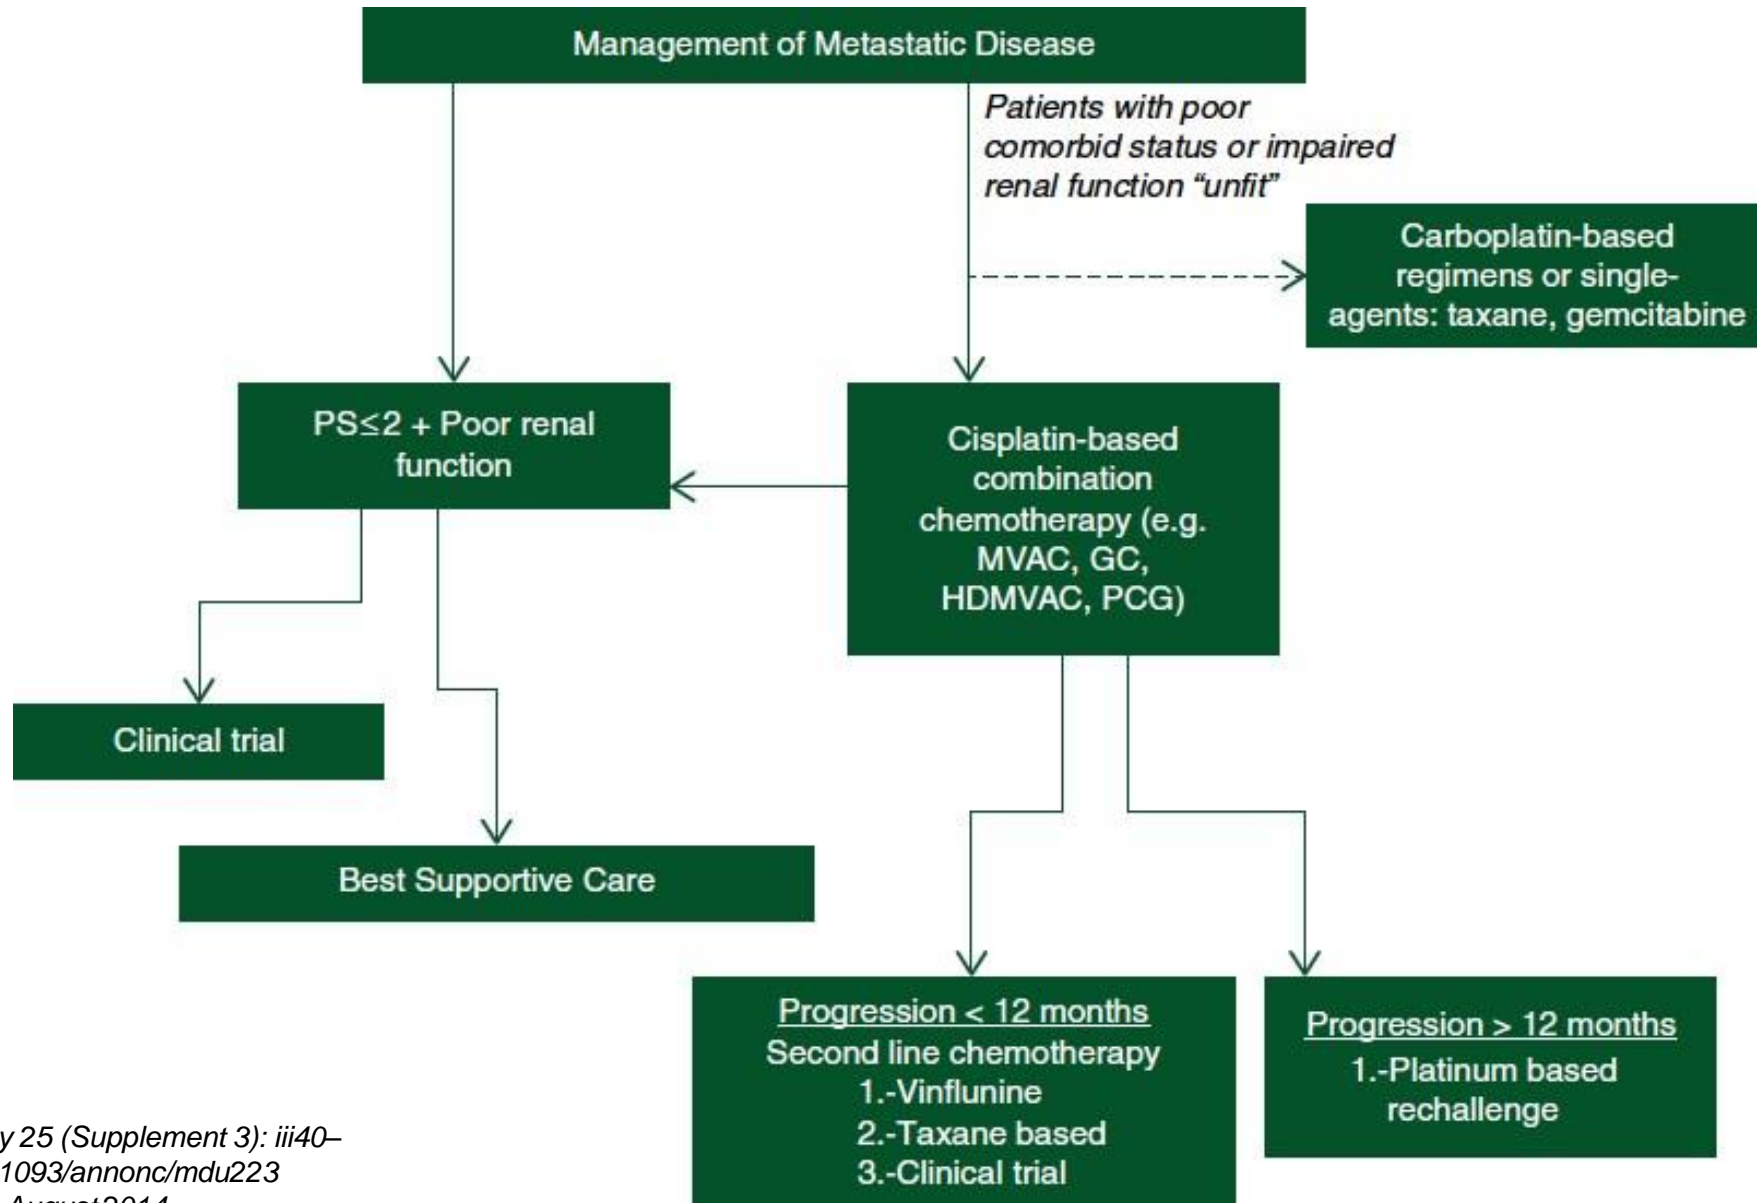 Management of Metastatic Disease
Patients with poor
comorbid status or impaired
renal function “unfit”
Carboplatin-based
regimens or single-
agents: taxane, gemcitabine
PS≤2 + Poor renal
function
Cisplatin-based
combination
chemotherapy (e.g.
MVAC, GC,
HDMVAC, PCG)
Clinical trial
Best Supportive Care
Progression < 12 months
Second line chemotherapy
1.-Vinflunine
2.-Taxane based
3.-Clinical trial
Progression > 12 months
1.-Platinum based
rechallenge
y 25 (Supplement 3): iii40–
1093/annonc/mdu223
August 2014